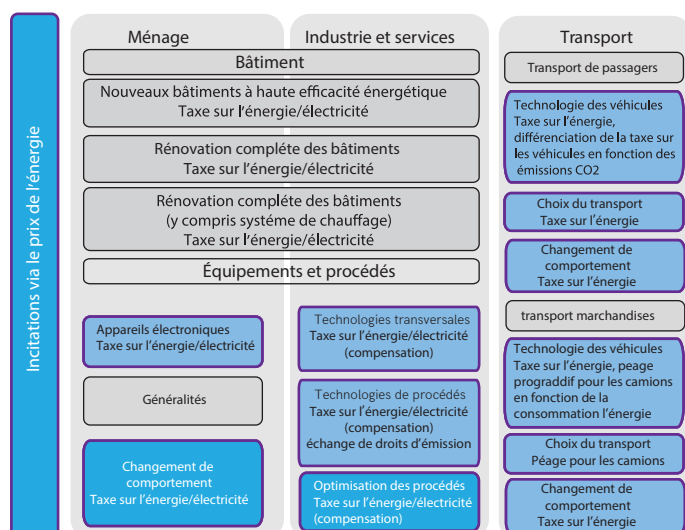 Incitations via le prix de l'énergie
Ménage
Industrie et services
Bâtiment
Nouveaux bâtiments à haute efficacité énergétique
Taxe sur l'énergie/électricité
Rénovation compléte des bâtiments
Taxe sur l'énergie/électricité
Rénovation compléte des bâtiments
(y compris systéme de chauffage)
Taxe sur l'énergie/électricité
Équipements et procédés
Appareils électroniques
Taxe sur l'énergie/électricité
Généralités
Changement de
comportement
Taxe sur l'énergie/électricité
Technologies transversales
Taxe sur l'énergie/électricité
(compensation)
Technologies de procédés
Taxe sur l'énergie/électricité
(compensation)
échange de droits d'émission
Optimisation des procédés
Taxe sur l'énergie/électricité
(compensation)
Transport
Transport de passagers
Technologie des véhicules
Taxe sur l'énergie,
différenciation de la taxe sur
les véhicules en fonction des
émissions CO2
Choix du transport
Taxe sur l'énergie
Changement de
comportement
Taxe sur l'énergie
transport marchandises
Technologie des véhicules
Taxe sur l'énergie, peage
prograddif pour les camions
en fonction de la
consommation l'énergie
Choix du transport
Péage pour les camions
Changement de
comportement
Taxe sur l'énergie